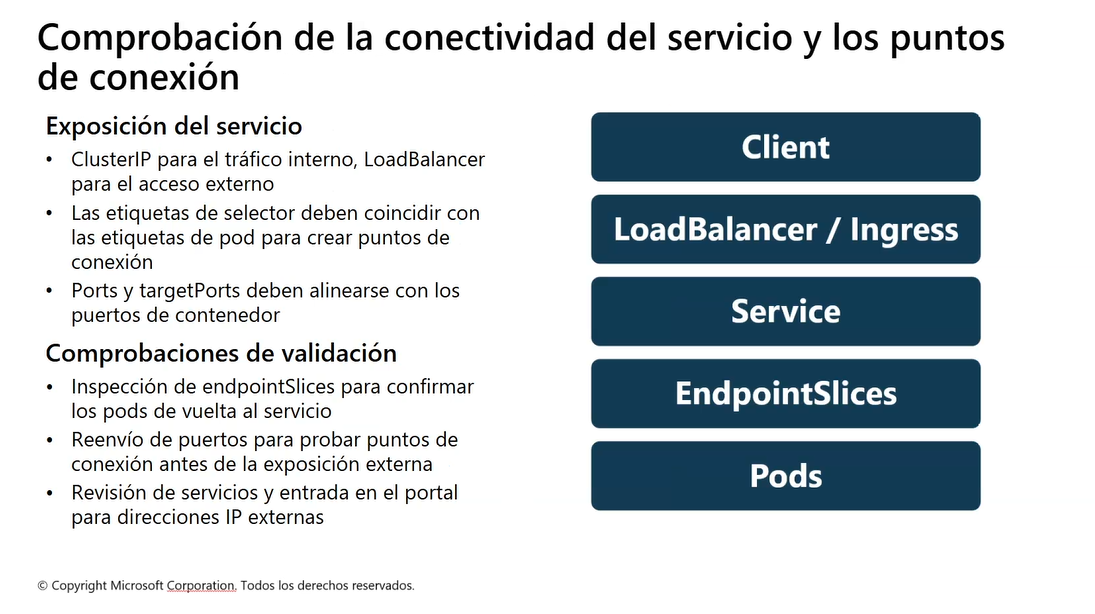 Comprobación de la conectividad del servicio y los puntos
de conexión
Exposición del servicio
• ClusterIP para el tráfico interno, LoadBalancer
para el acceso externo
• Las etiquetas de selector deben coincidir con
las etiquetas de pod para crear puntos de
conexión
• Ports y targetPorts deben alinearse con los
puertos de contenedor
Comprobaciones de validación
• Inspección de endpointSlices para confirmar
los pods de vuelta al servicio
• Reenvío de puertos para probar puntos de
conexión antes de la exposición externa
• Revisión de servicios y entrada en el portal
para direcciones IP externas
Client
LoadBalancer / Ingress
Service
EndpointSlices
Pods
© Copyright Microsoft Corporation. Todos los derechos reservados.